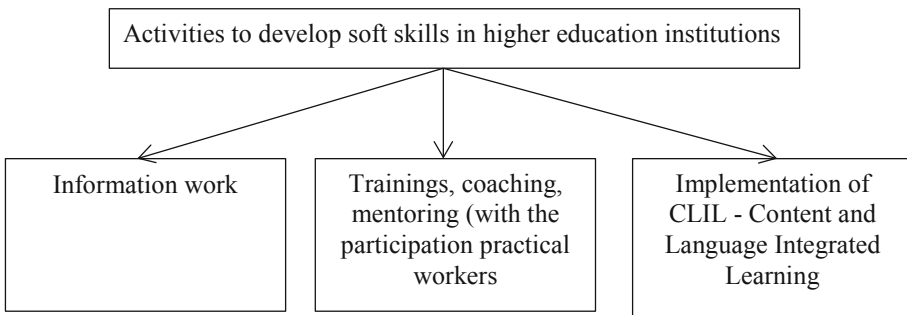 Activities to develop soft skills in higher education institutions
Information work
Trainings, coaching,
mentoring (with the
participation practical
workers
Implementation of
CLIL - Content and
Language Integrated
Learning